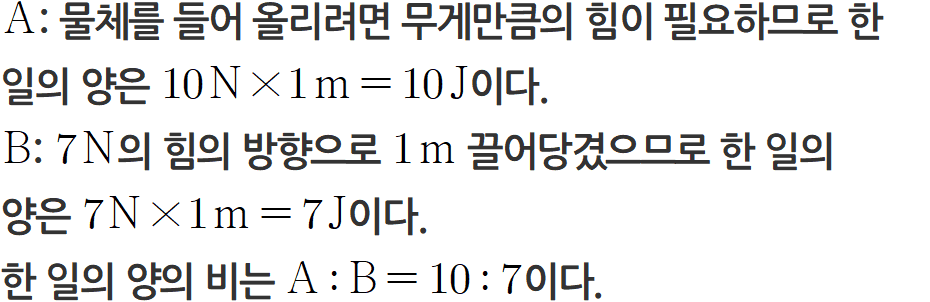 A: 물체를 들어 올리려면 무게만큼의 힘이 필요하므로 한
일의 양은 10N×1m=10J이다.
B: 7N의 힘의 방향으로 1m 끌어당겼으므로 한 일의
양은 7N×1m=7J이다.
한 일의 양의 비는 A:B=10:7이다.